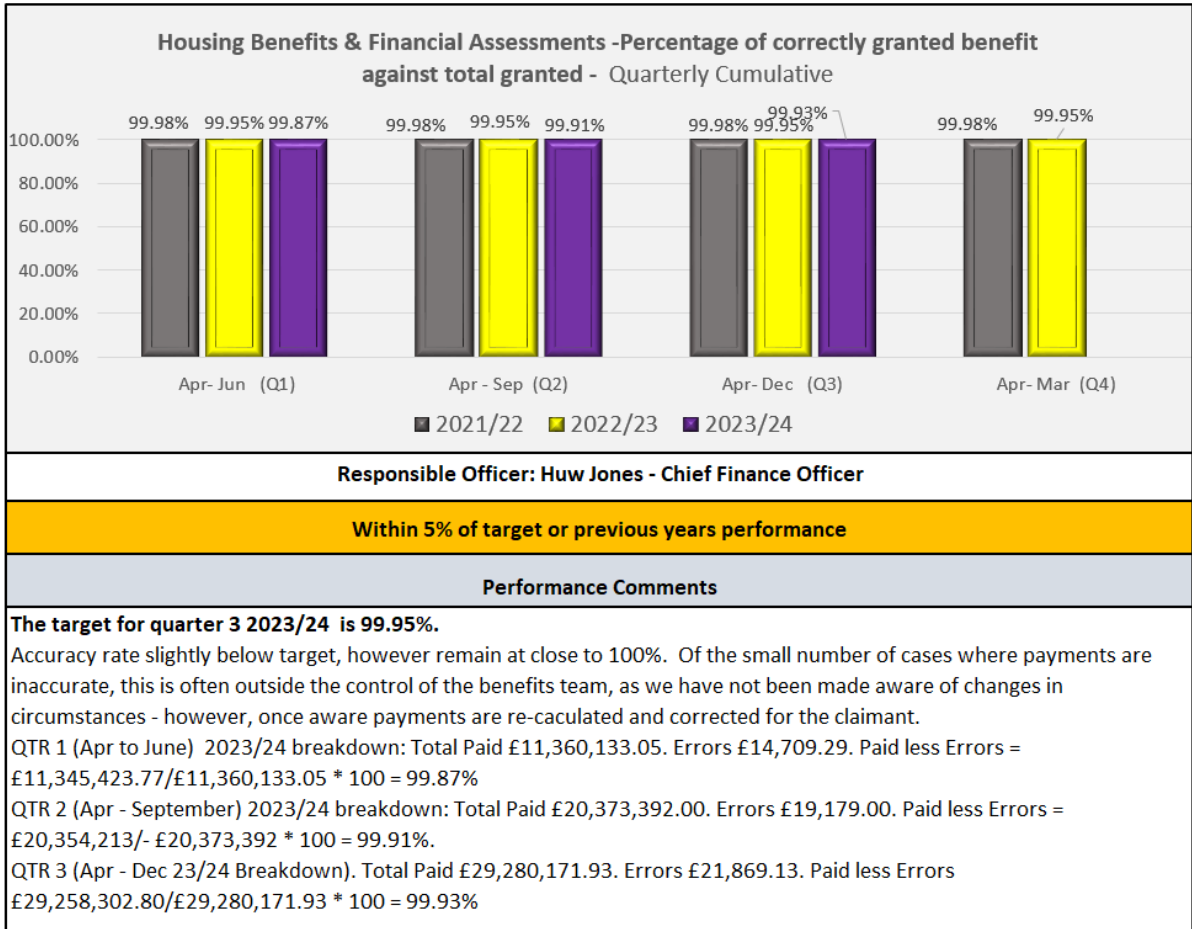 Housing Benefits & Financial Assessments -Percentage of correctly granted benefit
against total granted - Quarterly Cumulative
99.98% 99.95% 99.87% 99.98% 99.95% 99.91% 99.98% 99.95% 99.93% 99.98% 99.95%
100.00%
80.00%
60.00%
40.00%
20.00%
0.00%
Apr- Jun (Q1) Apr - Sep (Q2) Apr- Dec (Q3) Apr- Mar (Q4)
2021/22 2022/23 2023/24
Responsible Officer: Huw Jones - Chief Finance Officer
Within 5% of target or previous years performance
Performance Comments
The target for quarter 3 2023/24 is 99.95%.
Accuracy rate slightly below target, however remain at close to 100%. Of the small number of cases where payments are
inaccurate, this is often outside the control of the benefits team, as we have not been made aware of changes in
circumstances - however, once aware payments are re-caculated and corrected for the claimant.
QTR 1 (Apr to June) 2023/24 breakdown: Total Paid £11,360,133.05. Errors £14,709.29. Paid less Errors =
£11,345,423.77/£11,360,133.05 * 100 = 99.87%
QTR 2 (Apr - September) 2023/24 breakdown: Total Paid £20,373,392.00. Errors £19,179.00. Paid less Errors =
£20,354,213/- £20,373,392 * 100 = 99.91%.
QTR 3 (Apr - Dec 23/24 Breakdown). Total Paid £29,280,171.93. Errors £21,869.13. Paid less Errors
£29,258,302.80/£29,280,171.93 * 100 = 99.93%